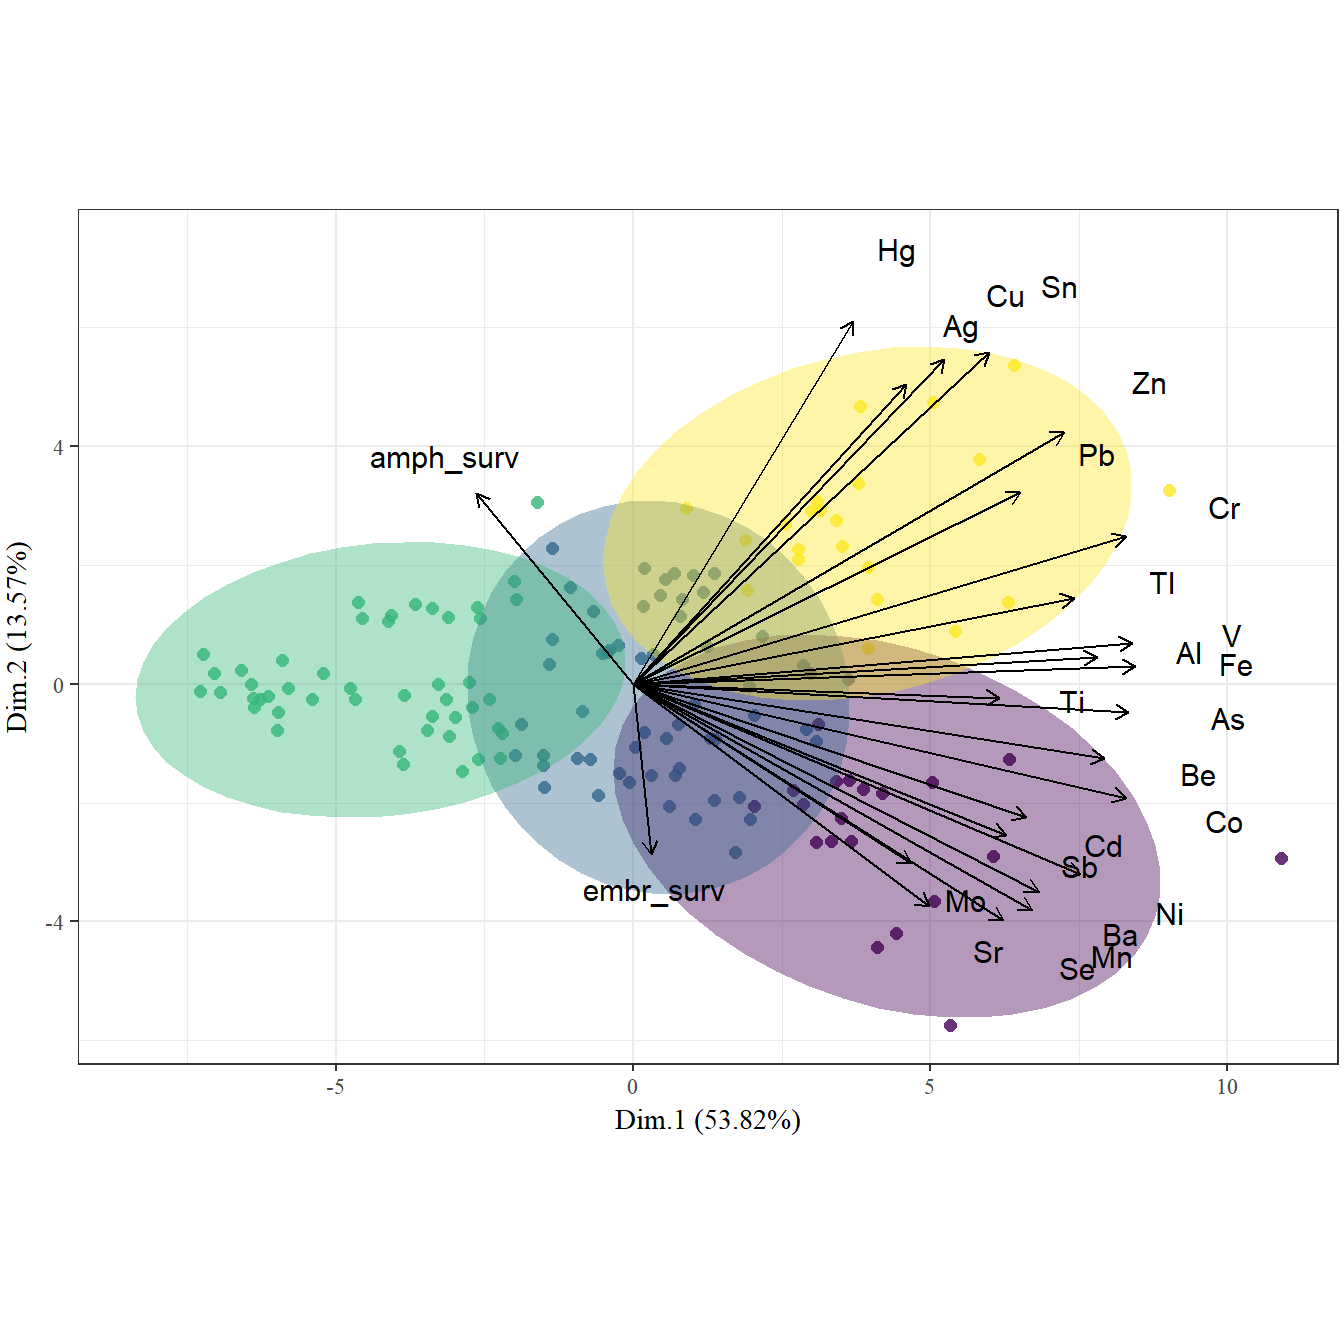 Hg
Sn
Cu
Ag
Zn
Pb
amph_surv
Cr
Tl
V
Al
Fe
Ti
As
Be
Co
Cd
Sb
embr_surv
Mo
Ni
Ba
Sr
Mn
Se
4
0
-4
-5
0
5
10
Dim.1 (53.82%)
Dim.2 (13.57%)